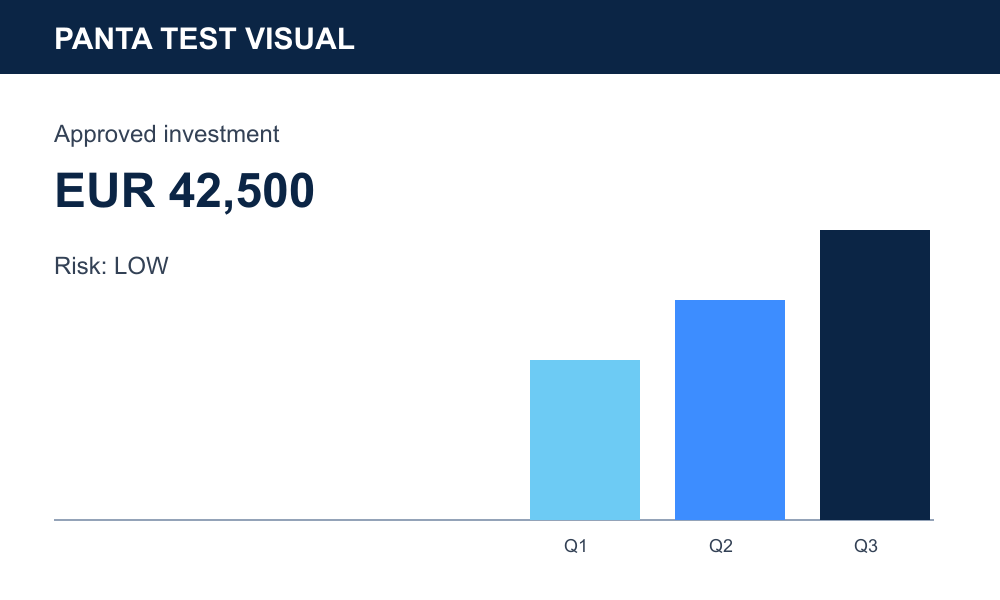 PANTA TEST VISUAL
Approved investment
EUR 42,500
Risk: LOW
Q1 Q2 Q3